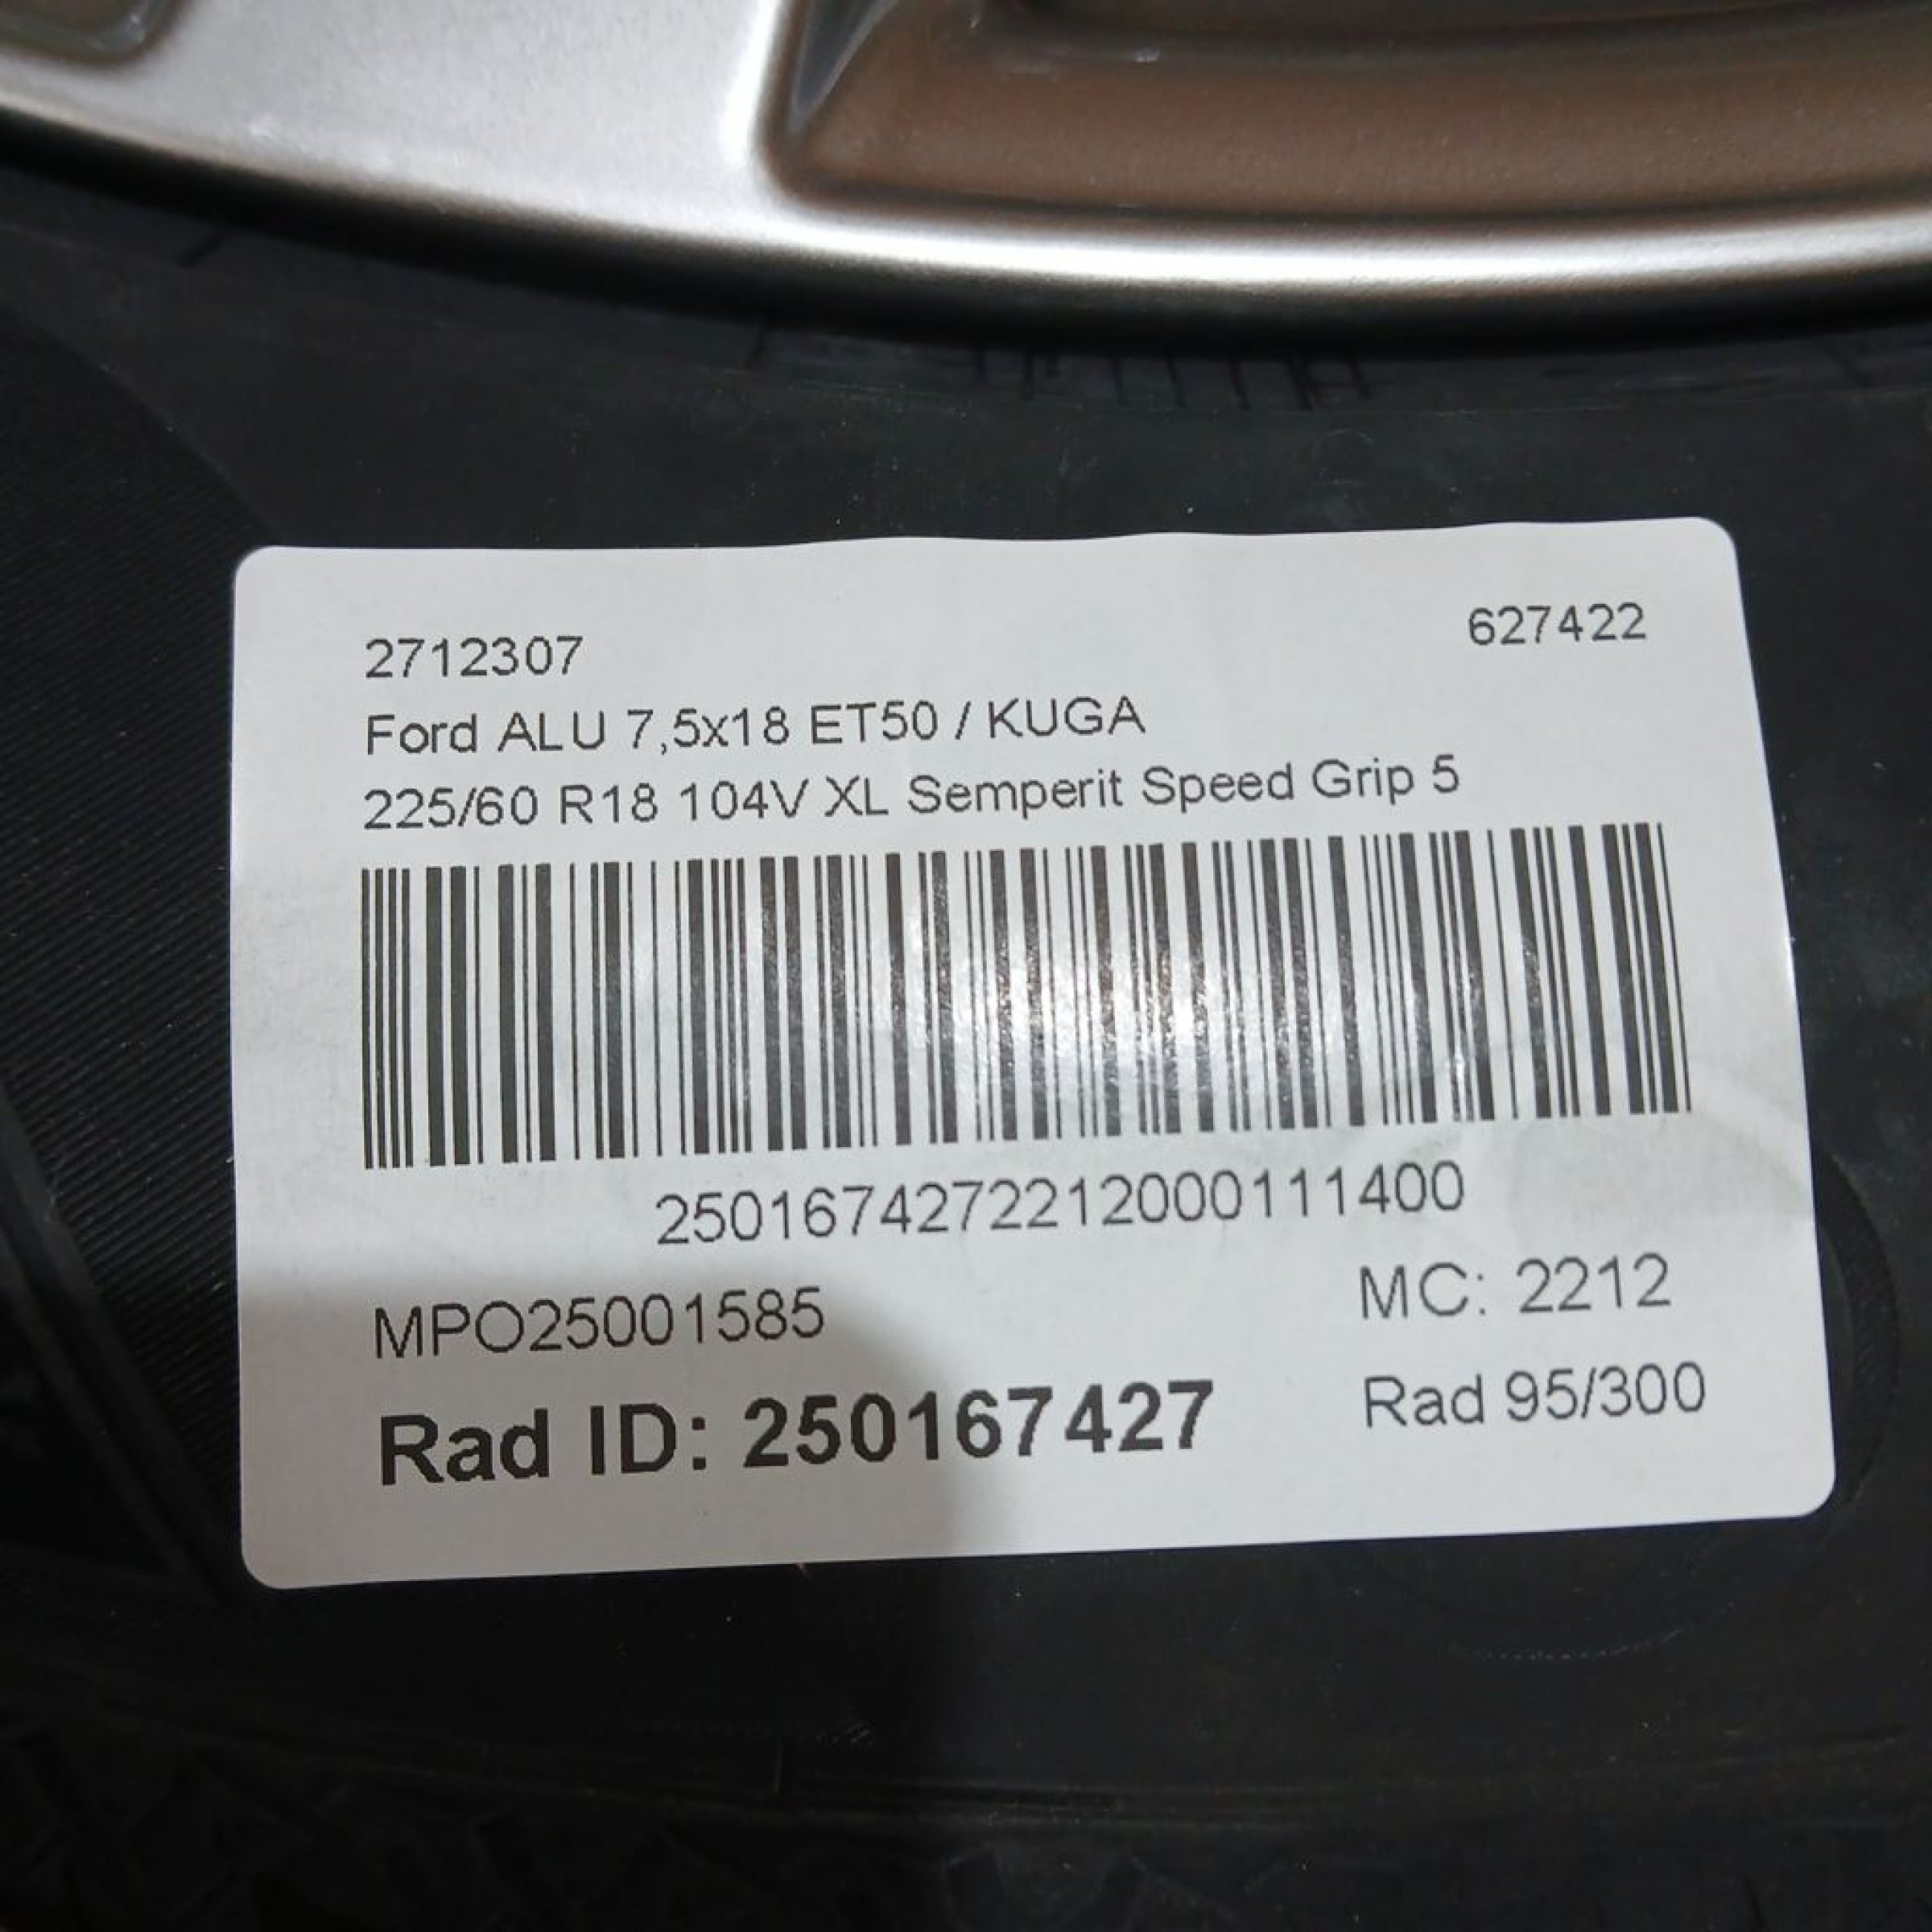 2712307 627422
Ford ALU 7,5x18 ET50 / KUGA
225/60 R18 104V XL Semperit Speed Grip 5
2501674272212000111400
MPO25001585 MC: 2212
Rad ID: 250167427 Rad 95/300